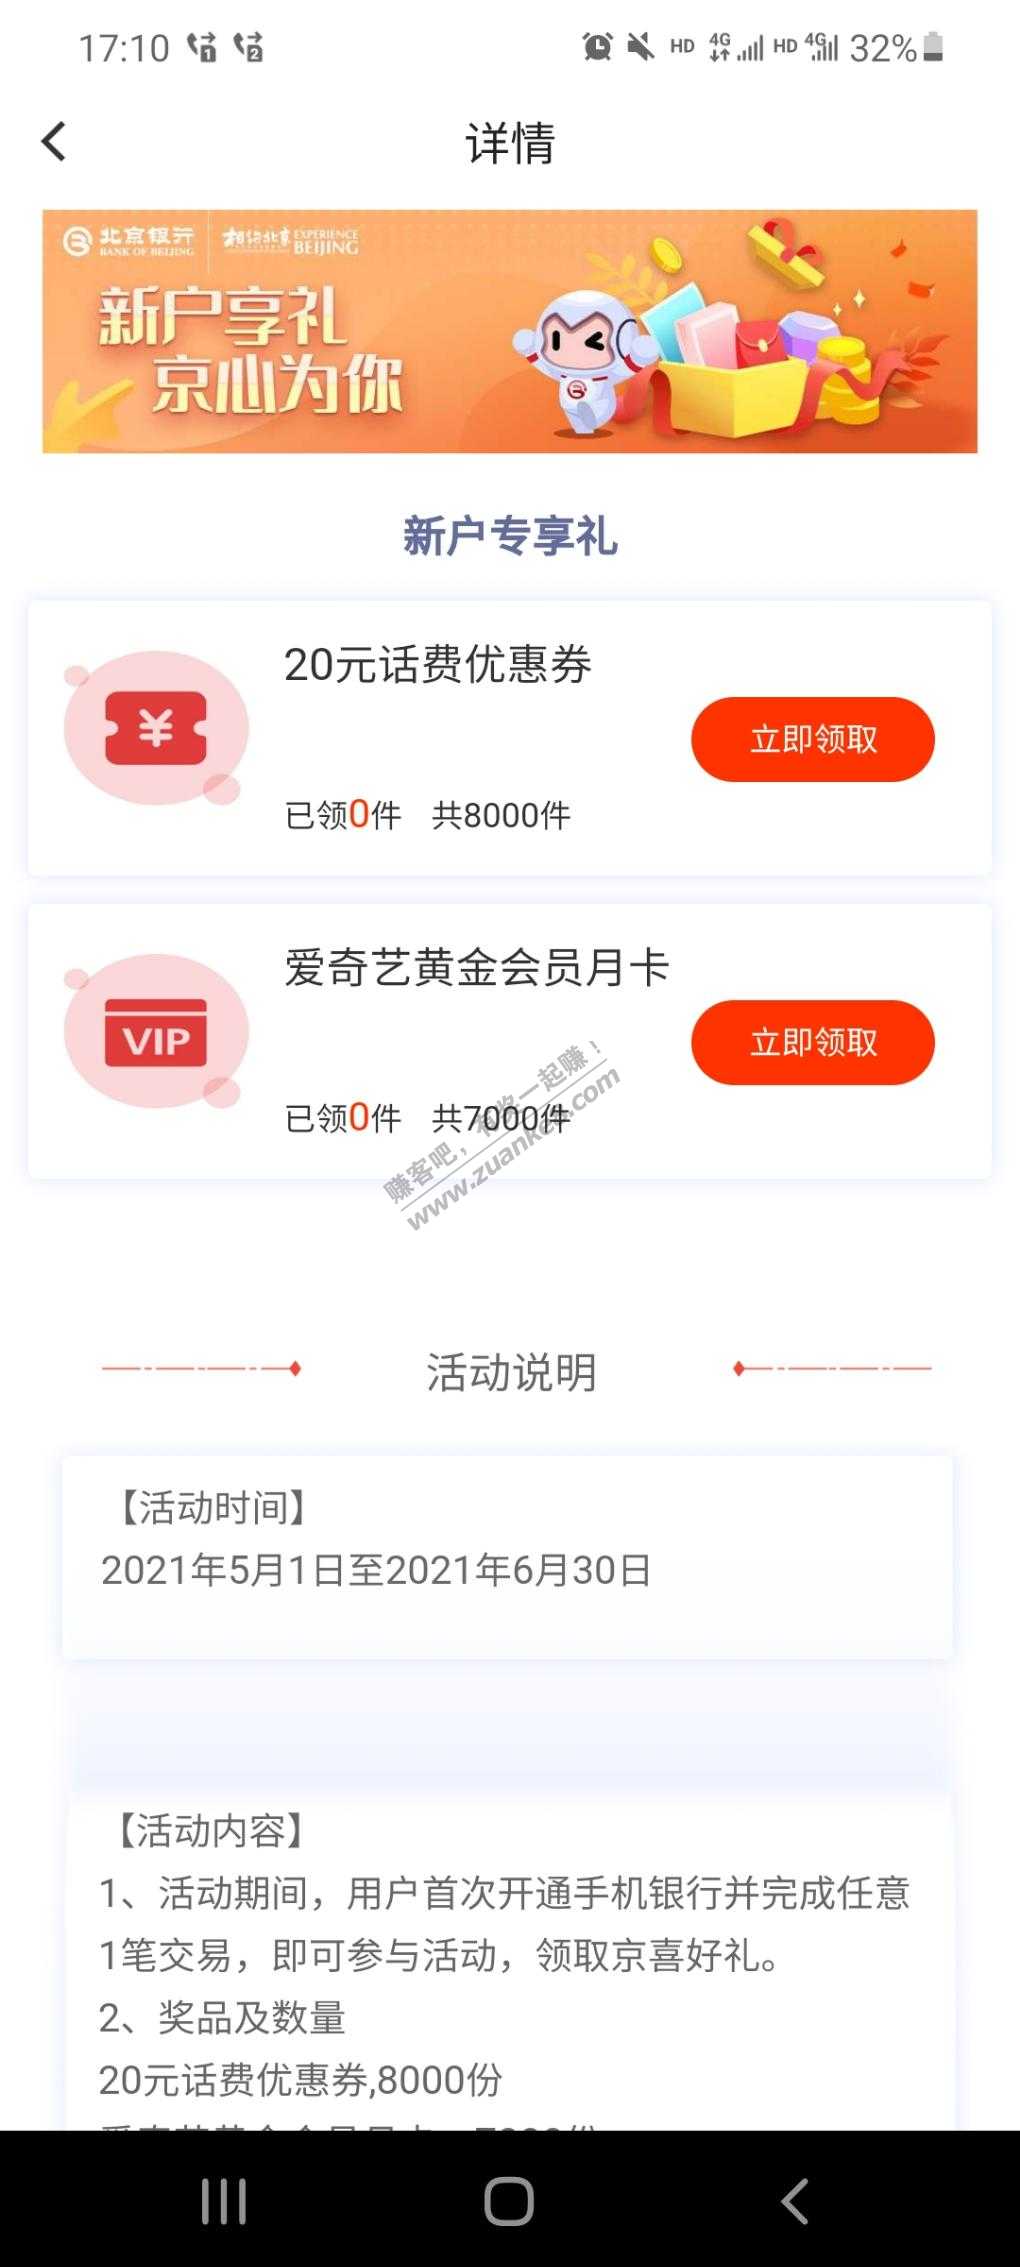 17:10
1
2
HD 4G HD 4G 32%
详情
北京银行
BANK OF BEIJING
相约北京
EXPERIENCE
BEIJING
新户享礼
京心为你
新户专享礼
20元话费优惠券
¥
立即领取
已领0件 共8000件
爱奇艺黄金会员月卡
VIP
立即领取
已领0件 共7000件
赚客吧，有奖一起赚！
www.zuanke8.com
活动说明
【活动时间】
2021年5月1日至2021年6月30日
【活动内容】
1、活动期间，用户首次开通手机银行并完成任意
1笔交易，即可参与活动，领取京喜好礼。
2、奖品及数量
20元话费优惠券,8000份